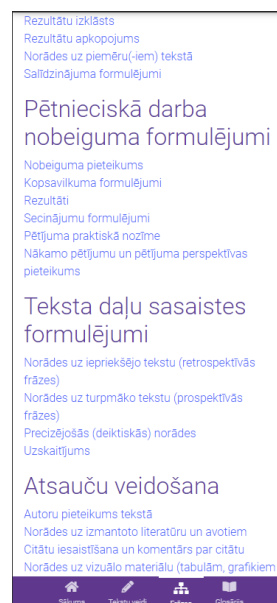 Rezultātu izklāsts
Rezultātu apkopojums
Norādes uz piemēru(-iem) tekstā
Salīdzinājuma formulējumi
Pētnieciskā darba
nobeiguma formulējumi
Nobeiguma pieteikums
Kopsavilkuma formulējumi
Rezultāti
Secinājumu formulējumi
Pētījuma praktiskā nozīme
Nākamo pētījumu un pētījuma perspektīvas
pieteikums
Teksta daļu sasaistes
formulējumi
Norādes uz iepriekšējo tekstu (retrospektīvās
frāzes)
Norādes uz turpmāko tekstu (prospektīvās
frāzes)
Precizējošās (deiktiskās) norādes
Uzskaitījums
Atsauču veidošana
Autoru pieteikums tekstā
Norādes uz izmantoto literatūru un avotiem
Citātu iesaistīšana un komentārs par citātu
Norādes uz vizuālo materiālu (tabulām, grafikiem
Sākums Tekstu veidi